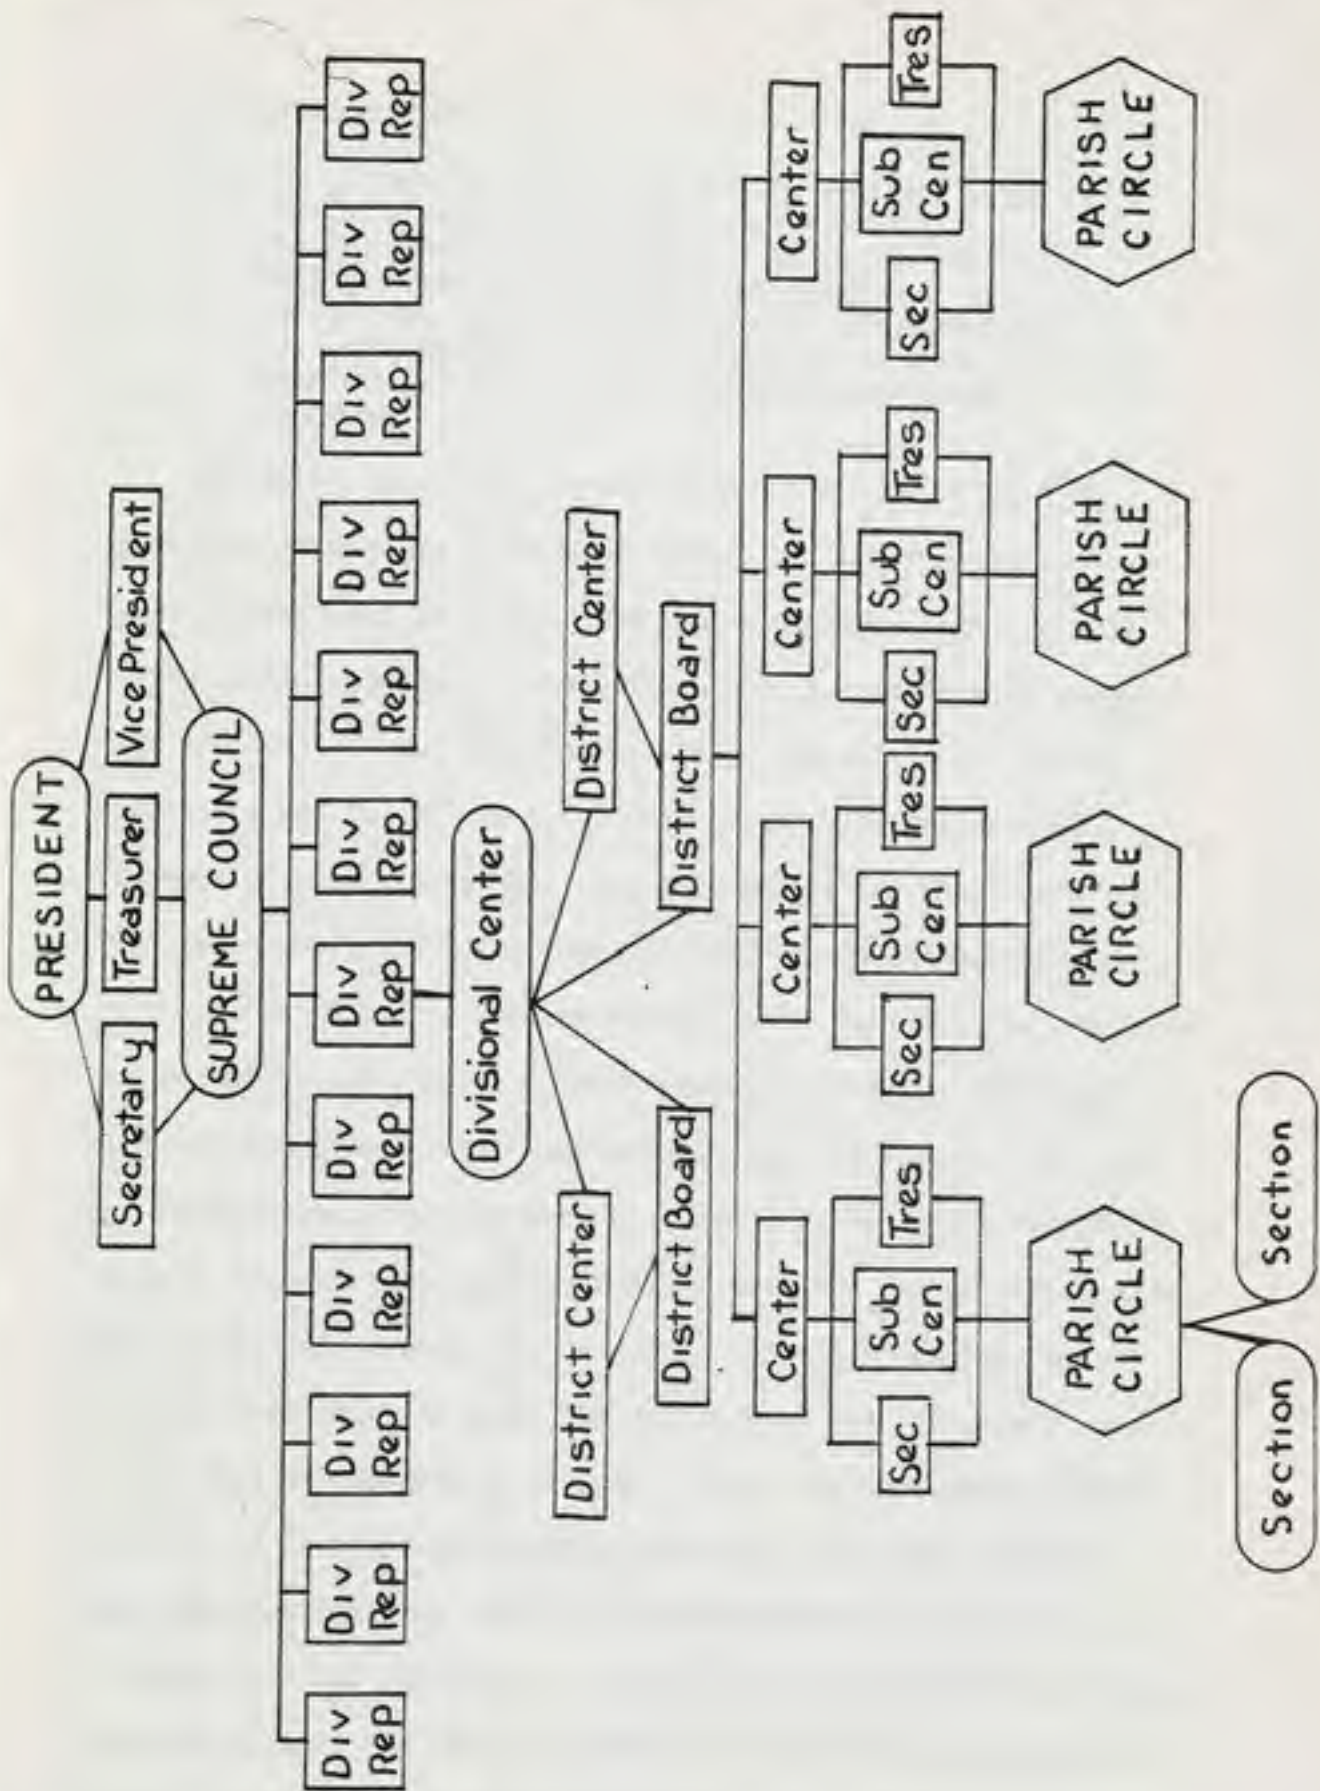 PRESIDENT
Secretary
Treasurer
Vice President
SUPREME COUNCIL
Div
Rep
Div
Rep
Div
Rep
Div
Rep
Div
Rep
Div
Rep
Div
Rep
Div
Rep
Div
Rep
Div
Rep
Div
Rep
Div
Rep
Divisional Center
District Center
District Center
District Board
District Board
Center
Center
Center
Center
Sec
Sub
Cen
Tres
Sec
Sub
Cen
Tres
Sec
Sub
Cen
Tres
Sec
Sub
Cen
Tres
PARISH
CIRCLE
PARISH
CIRCLE
PARISH
CIRCLE
PARISH
CIRCLE
Section
Section